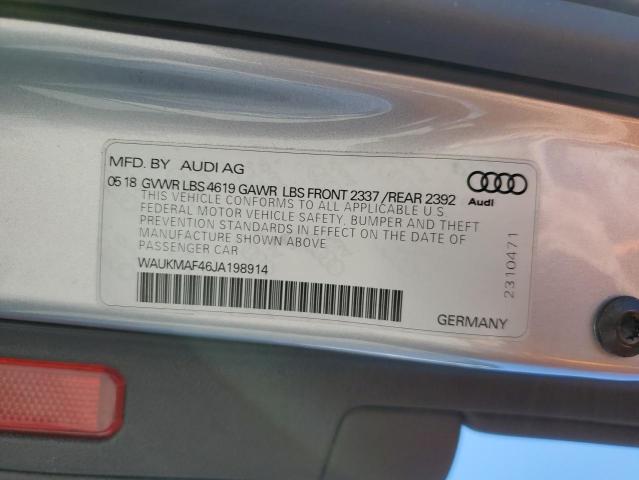 MFD. BY AUDI AG
05 18 GVWR LBS 4619 GAWR LBS FRONT 2337 /REAR 2392
THIS VEHICLE CONFORMS TO ALL APPLICABLE U S
FEDERAL MOTOR VEHICLE SAFETY, BUMPER AND THEFT
PREVENTION STANDARDS IN EFFECT ON THE DATE OF
MANUFACTURE SHOWN ABOVE
PASSENGER CAR
WAUKMAF46JA198914
Audi
2310471
GERMANY